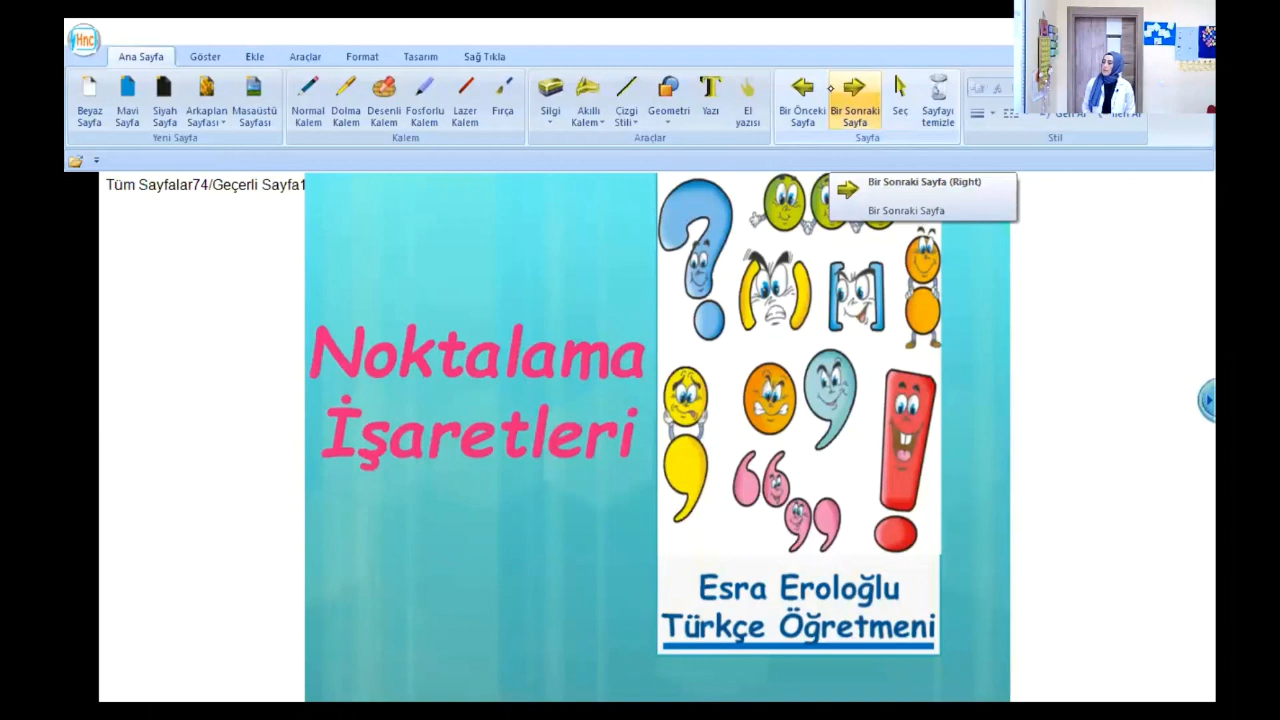 Hnc
Ana Sayfa Göster Ekle Araçlar Format Tasarım Sağ Tıkla
Beyaz Sayfa
Mavi Sayfa
Siyah Sayfa
Arkaplan Sayfası
Masaüstü Sayfası
Yeni Sayfa
Normal Kalem
Dolma Kalem
Desenli Kalem
Fosforlu Kalem
Lazer Kalem
Fırça
Kalem
Silgi
Akıllı Kalem
Çizgi Stili
Geometri
Yazı
El yazısı
Araçlar
Bir Önceki Sayfa
Bir Sonraki Sayfa
Seç
Sayfayı temizle
Sayfa
Stil
Tüm Sayfalar74/Geçerli Sayfa1
Bir Sonraki Sayfa (Right)
Bir Sonraki Sayfa
Noktalama
İşaretleri
Esra Eroloğlu
Türkçe Öğretmeni